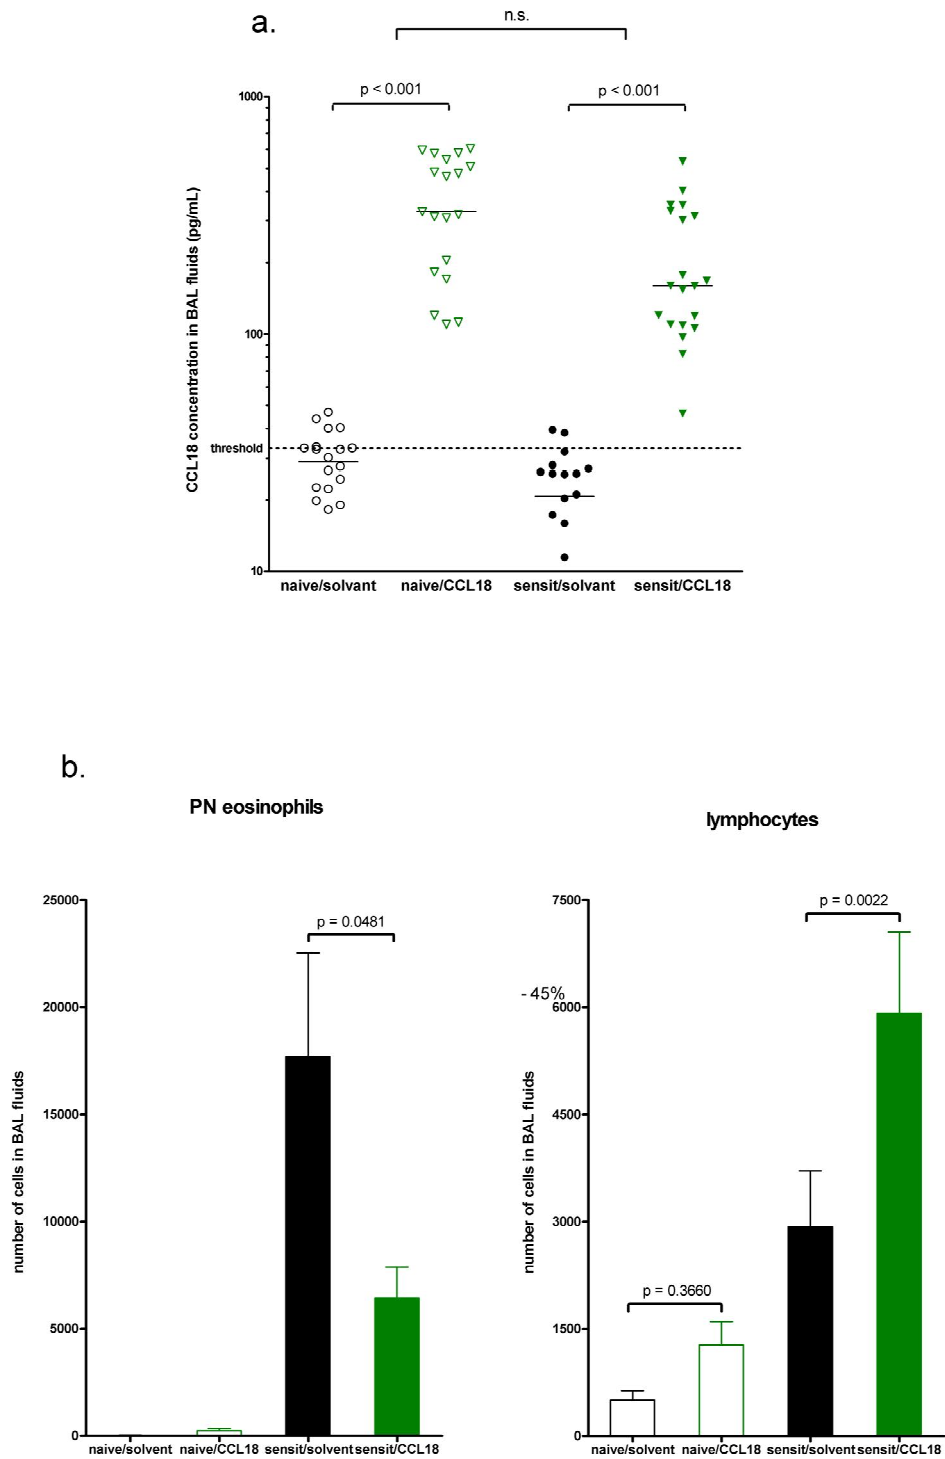 a.
n.s.
p < 0.001
p < 0.001
CCL18 concentration in BAL fluids (pg/mL)
1000
100
threshold
10
naive/solvant naive/CCL18 sensit/solvant sensit/CCL18
b.
PN eosinophils
number of cells in BAL fluids
25000
20000
15000
10000
5000
0
p = 0.0481
naive/solvent naive/CCL18 sensit/solvent sensit/CCL18
lymphocytes
- 45%
number of cells in BAL fluids
7500
6000
4500
3000
1500
0
p = 0.0022
p = 0.3660
naive/solvent naive/CCL18 sensit/solvent sensit/CCL18